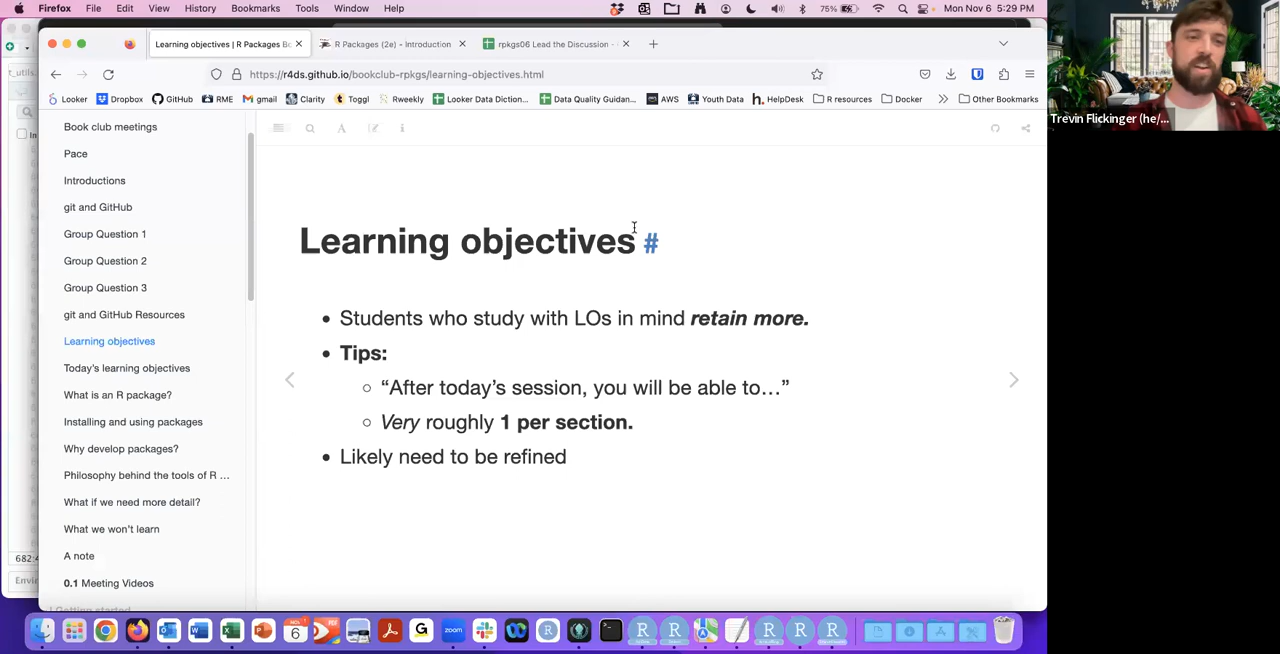 Firefox File Edit View History Bookmarks Tools Window Help 75% Mon Nov 6 5:29 PM
Learning objectives | R Packages Bo
R Packages (2e) - Introduction
rpkgs06 Lead the Discussion -
https://r4ds.github.io/bookclub-rpkgs/learning-objectives.html
Looker Dropbox GitHub RME gmail Clarity Toggl Rweekly Looker Data Diction... Data Quality Guidan... AWS Youth Data HelpDesk R resources Docker Other Bookmarks
Trevin Flickinger (he/...
Book club meetings
Pace
Introductions
git and GitHub
Group Question 1
Group Question 2
Group Question 3
git and GitHub Resources
Learning objectives
Today's learning objectives
What is an R package?
Installing and using packages
Why develop packages?
Philosophy behind the tools of R ...
What if we need more detail?
What we won't learn
A note
0.1 Meeting Videos
Learning objectives #
• Students who study with LOs in mind retain more.
• Tips:
○ “After today's session, you will be able to…”
○ Very roughly 1 per section.
• Likely need to be refined
682:4
Envir
zoom